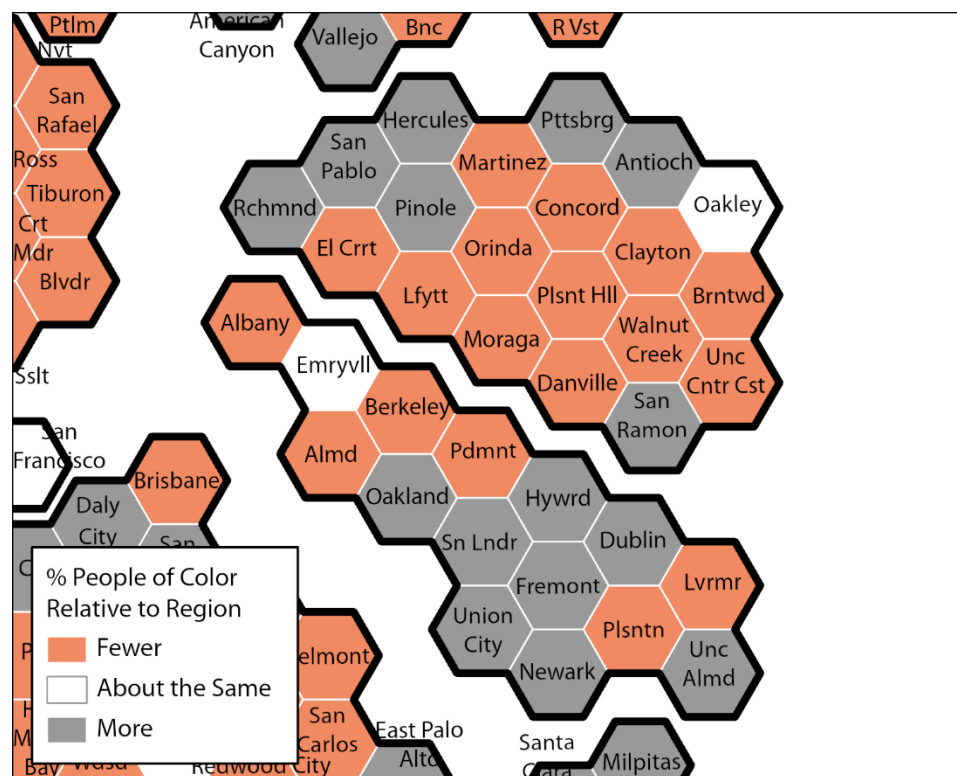 Ptlm
Nvt
American
Canyon
Vallejo
Bnc
R Vst
San
Rafael
Ross
Tiburon
Crt
Mdr
Blvdr
Sslt
Hercules
San
Pablo
Rchmnd
Pinole
El Crrt
Martinez
Pttsbrg
Antioch
Oakley
Concord
Orinda
Clayton
Lfytt
Plsnt Hll
Brntwd
Moraga
Walnut
Creek
Unc
Cntr Cst
Danville
San
Ramon
Albany
Emryvll
Berkeley
Almd
Pdmnt
Oakland
Hywrd
Sn Lndr
Dublin
Fremont
Lvrmr
Union
City
Plsntn
Newark
Unc
Almd
San
Francisco
Brisbane
Daly
City
San
% People of Color
Relative to Region
Fewer
About the Same
More
elmont
San
Carlos
Bay
Redwood City
East Palo
Alto
Santa
Clara
Milpitas